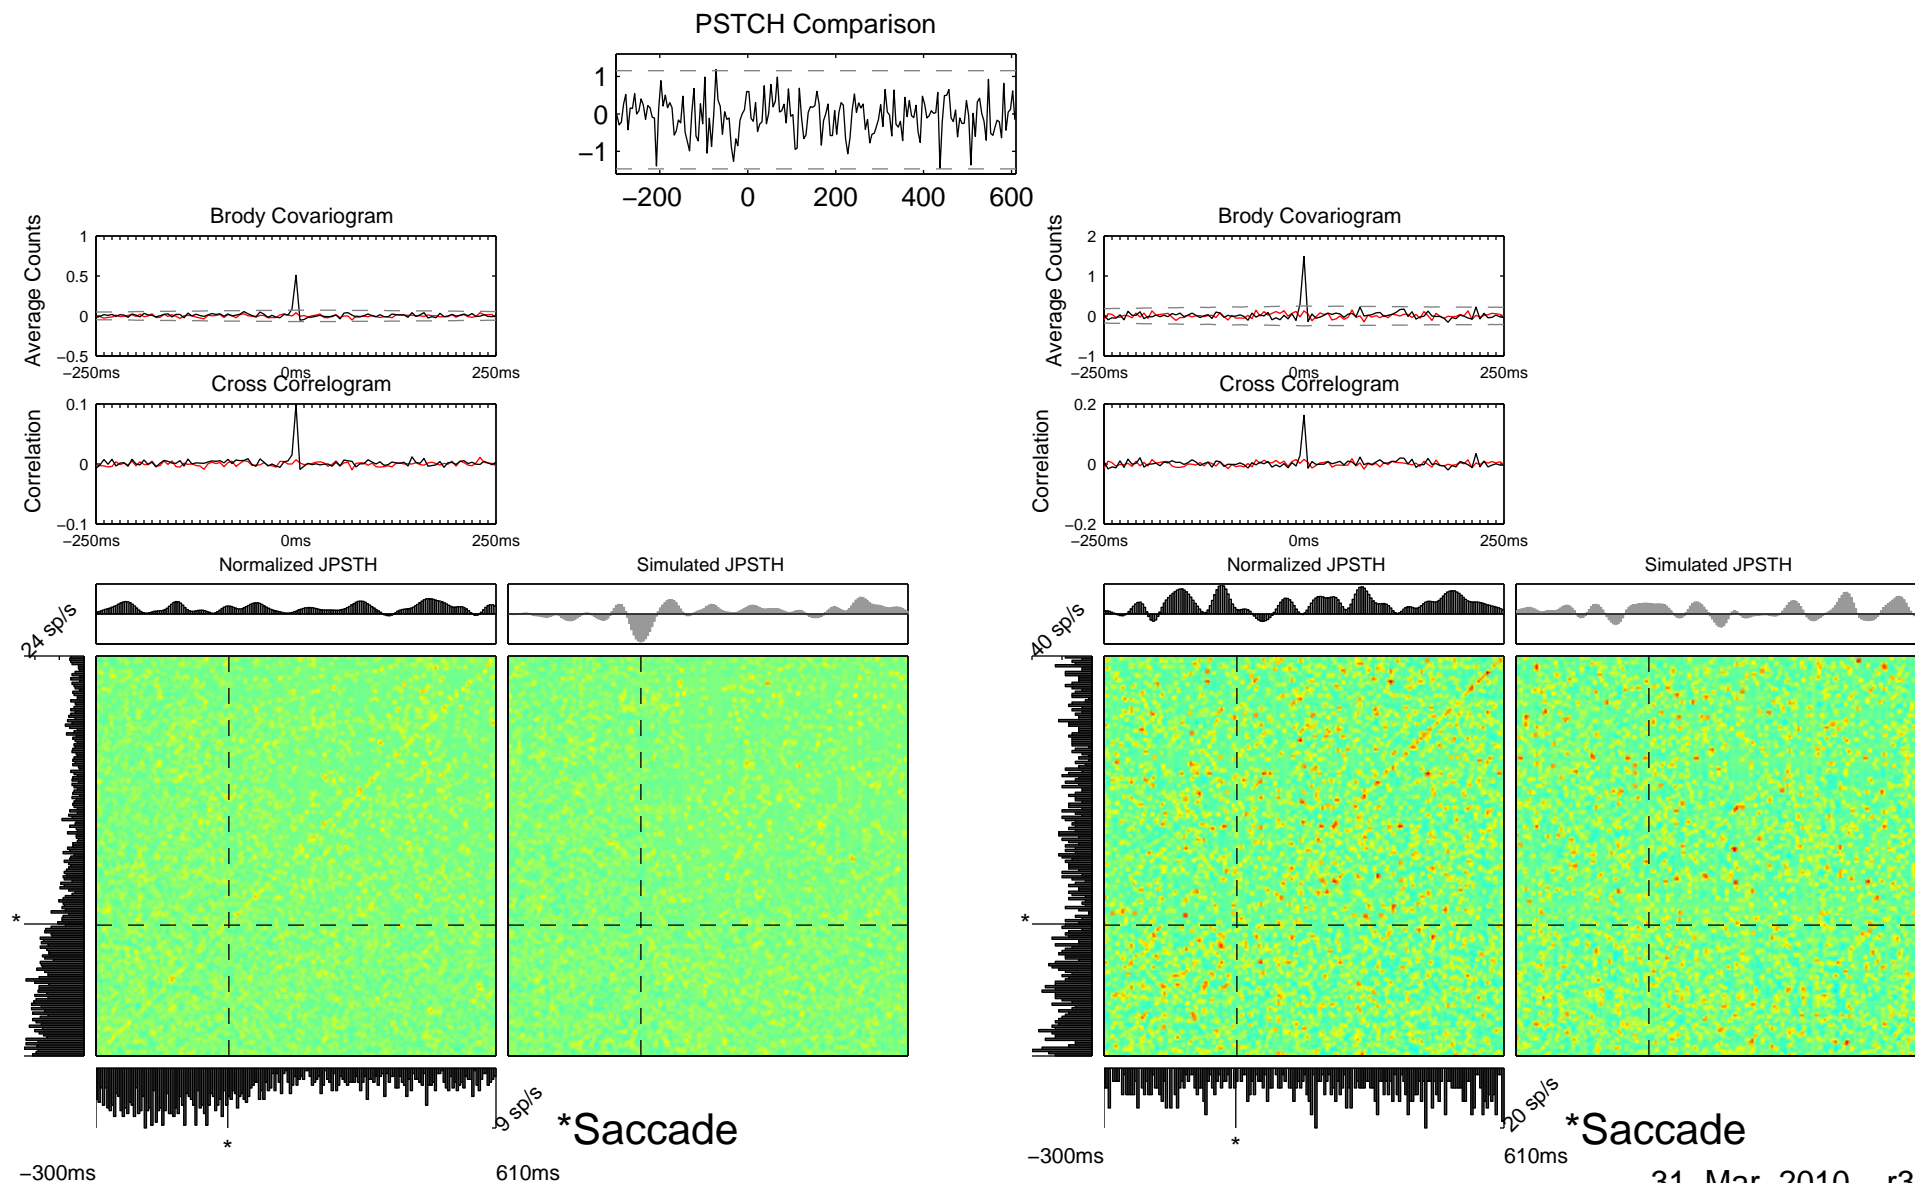 PSTCH Comparison
1
0
−1
−200 0 200 400 600
Brody Covariogram
Average Counts
1
0.5
0
−0.5
−250ms 0ms 250ms
Cross Correlogram
Correlation
0.1
0
−0.1
−250ms 0ms 250ms
Normalized JPSTH
Simulated JPSTH
24 sp/s
*
9 sp/s
*
*Saccade
−300ms 610ms
Brody Covariogram
Average Counts
2
1
0
−1
−250ms 0ms 250ms
Cross Correlogram
Correlation
0.2
0
−0.2
−250ms 0ms 250ms
Normalized JPSTH
Simulated JPSTH
40 sp/s
*
20 sp/s
*
*Saccade
−300ms 610ms